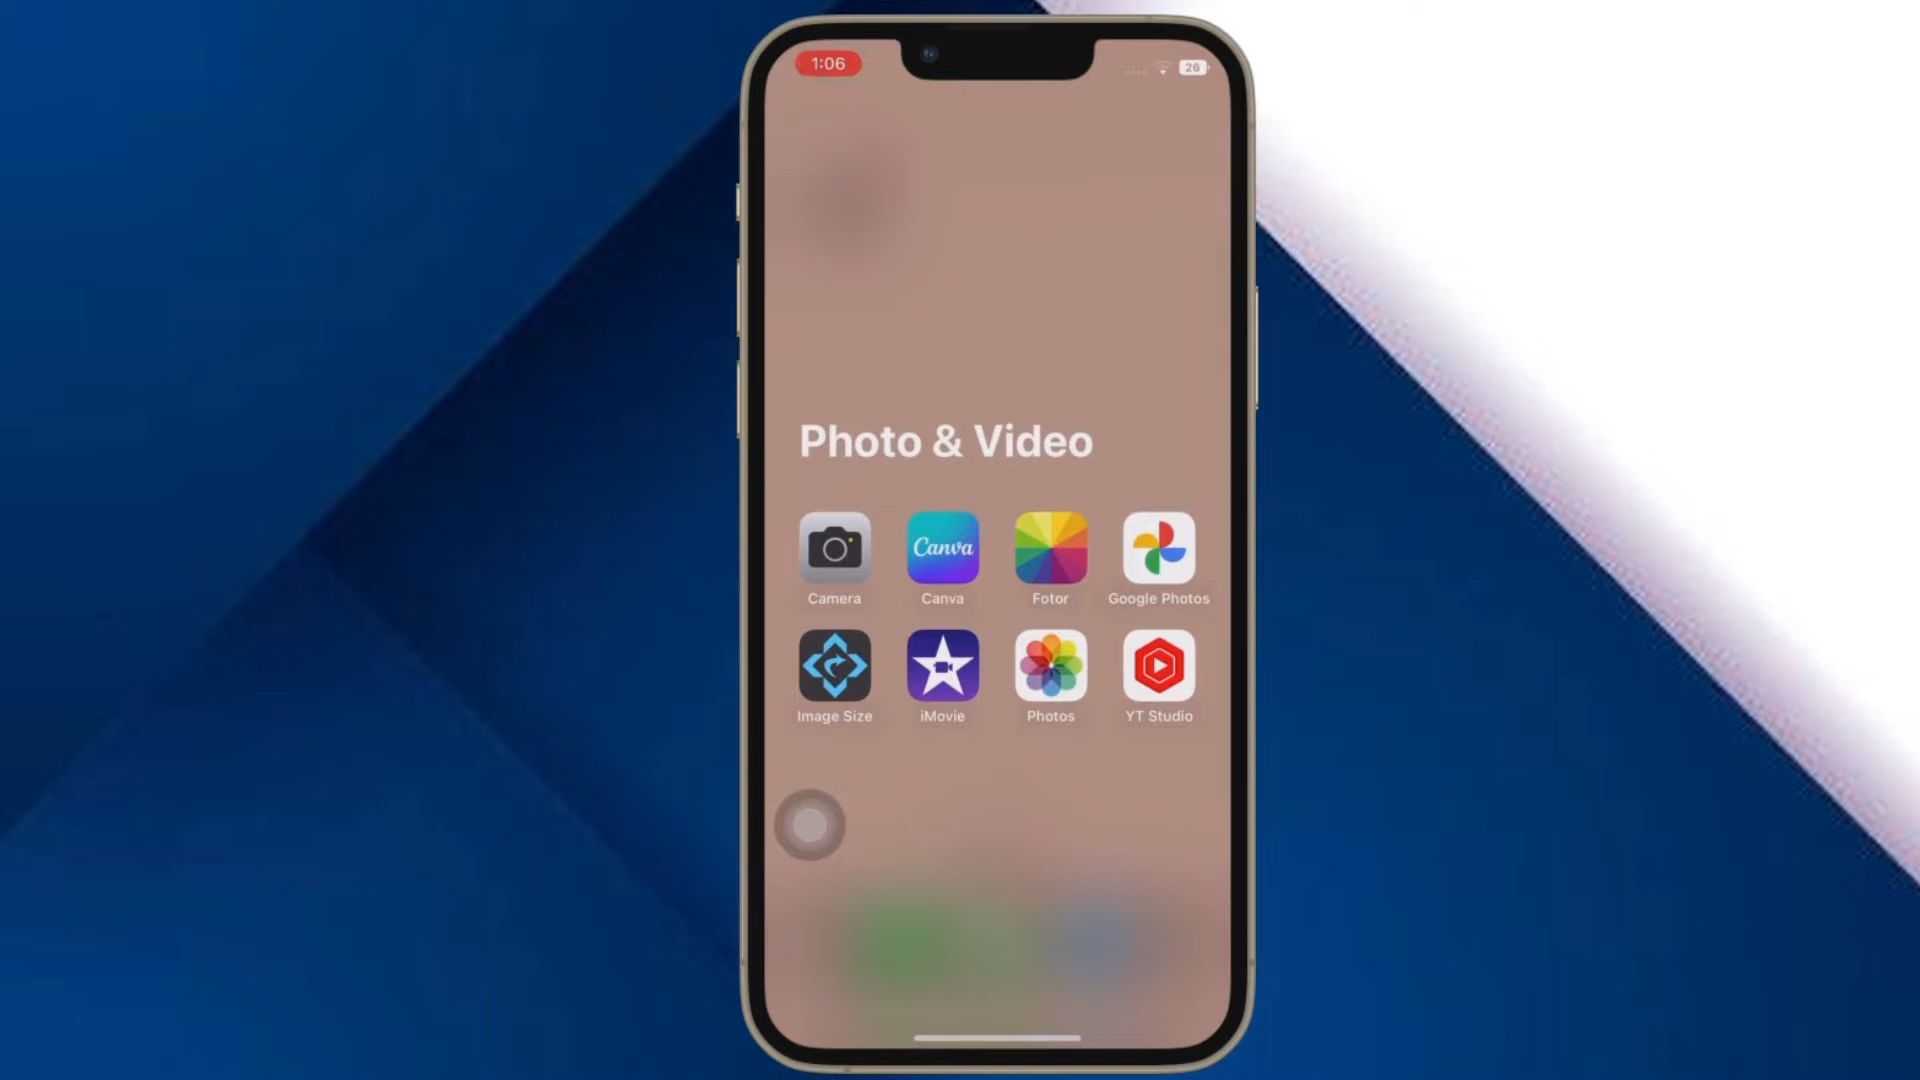 1:06
26
Photo & Video
Canva
Camera
Canva
Fotor
Google Photos
Image Size
iMovie
Photos
YT Studio